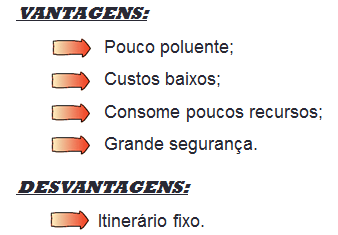 VANTAGENS:
Pouco poluente;
Custos baixos;
Consome poucos recursos;
Grande segurança.
DESVANTAGENS:
Itinerário fixo.